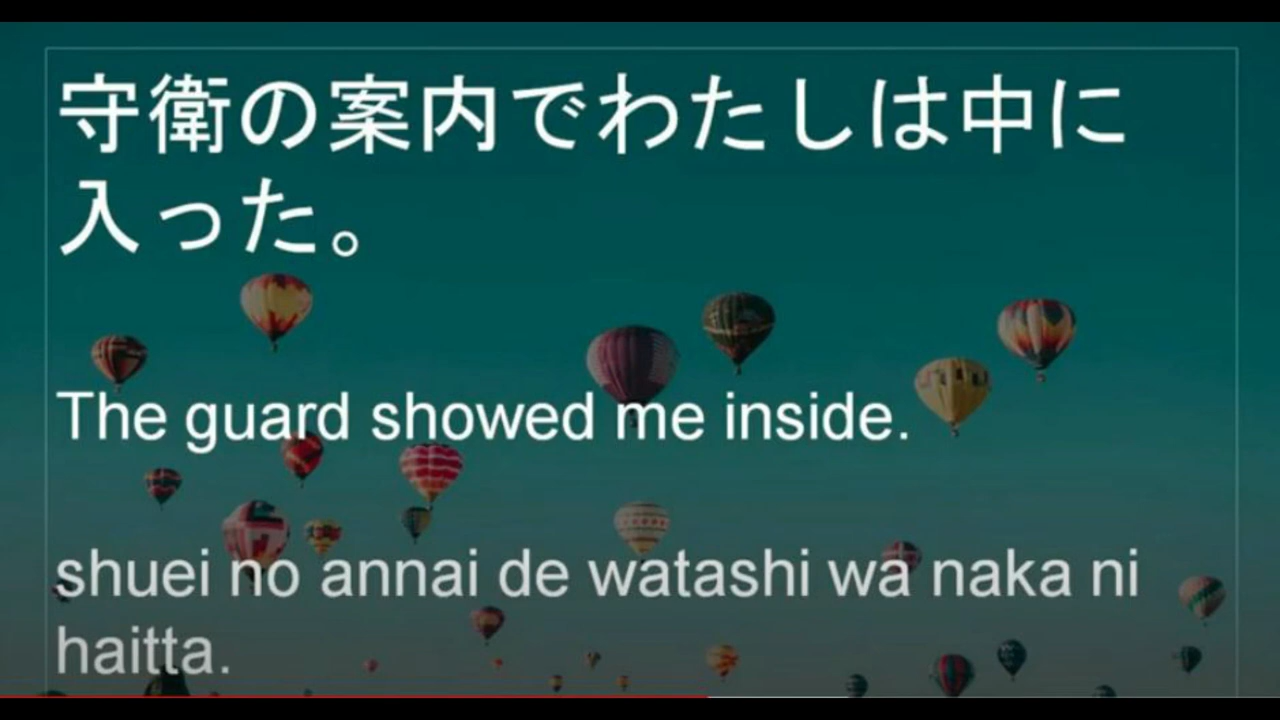 守衛の案内でわたしは中に
入った。
The guard showed me inside.
shuei no annai de watashi wa naka ni
haitta.